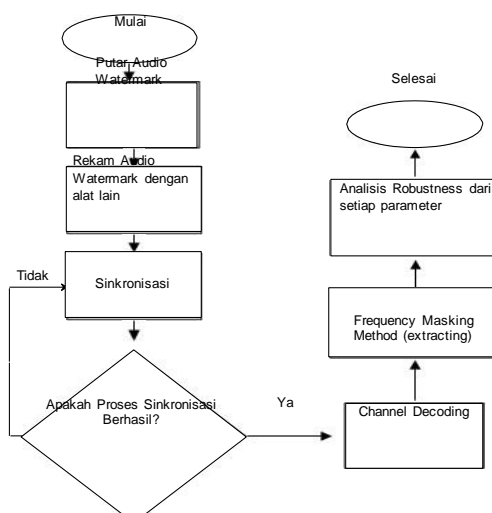 Mulai
Putar Audio
Watermark
Rekam Audio
Watermark dengan
alat lain
Sinkronisasi
Tidak
Apakah Proses Sinkronisasi
Berhasil?
Ya
Channel Decoding
Frequency Masking
Method (extracting)
Analisis Robustness dari
setiap parameter
Selesai